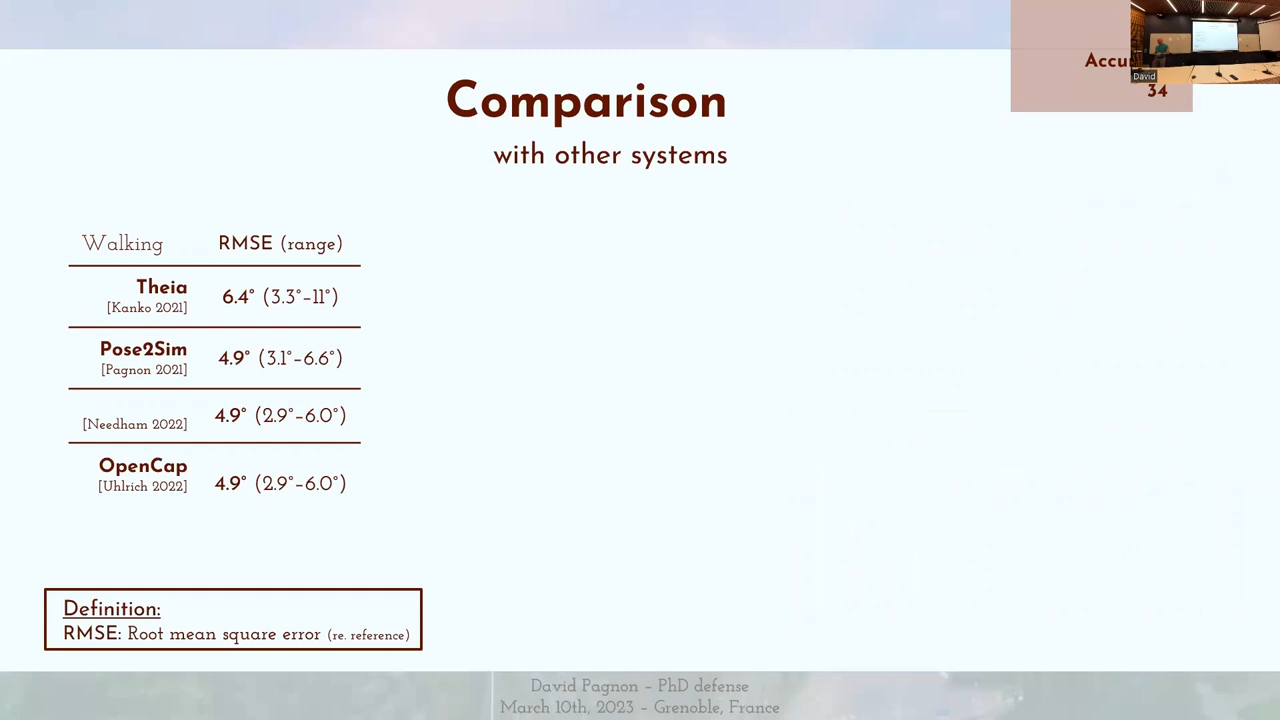 Comparison
with other systems
David
34
Walking RMSE (range)
Theia
[Kanko 2021]
6.4° (3.3°–11°)
Pose2Sim
[Pagnon 2021]
4.9° (3.1°–6.6°)
[Needham 2022]
4.9° (2.9°–6.0°)
OpenCap
[Uhlrich 2022]
4.9° (2.9°–6.0°)
Definition:
RMSE: Root mean square error (re. reference)
David Pagnon – PhD defense
March 10th, 2023 – Grenoble, France